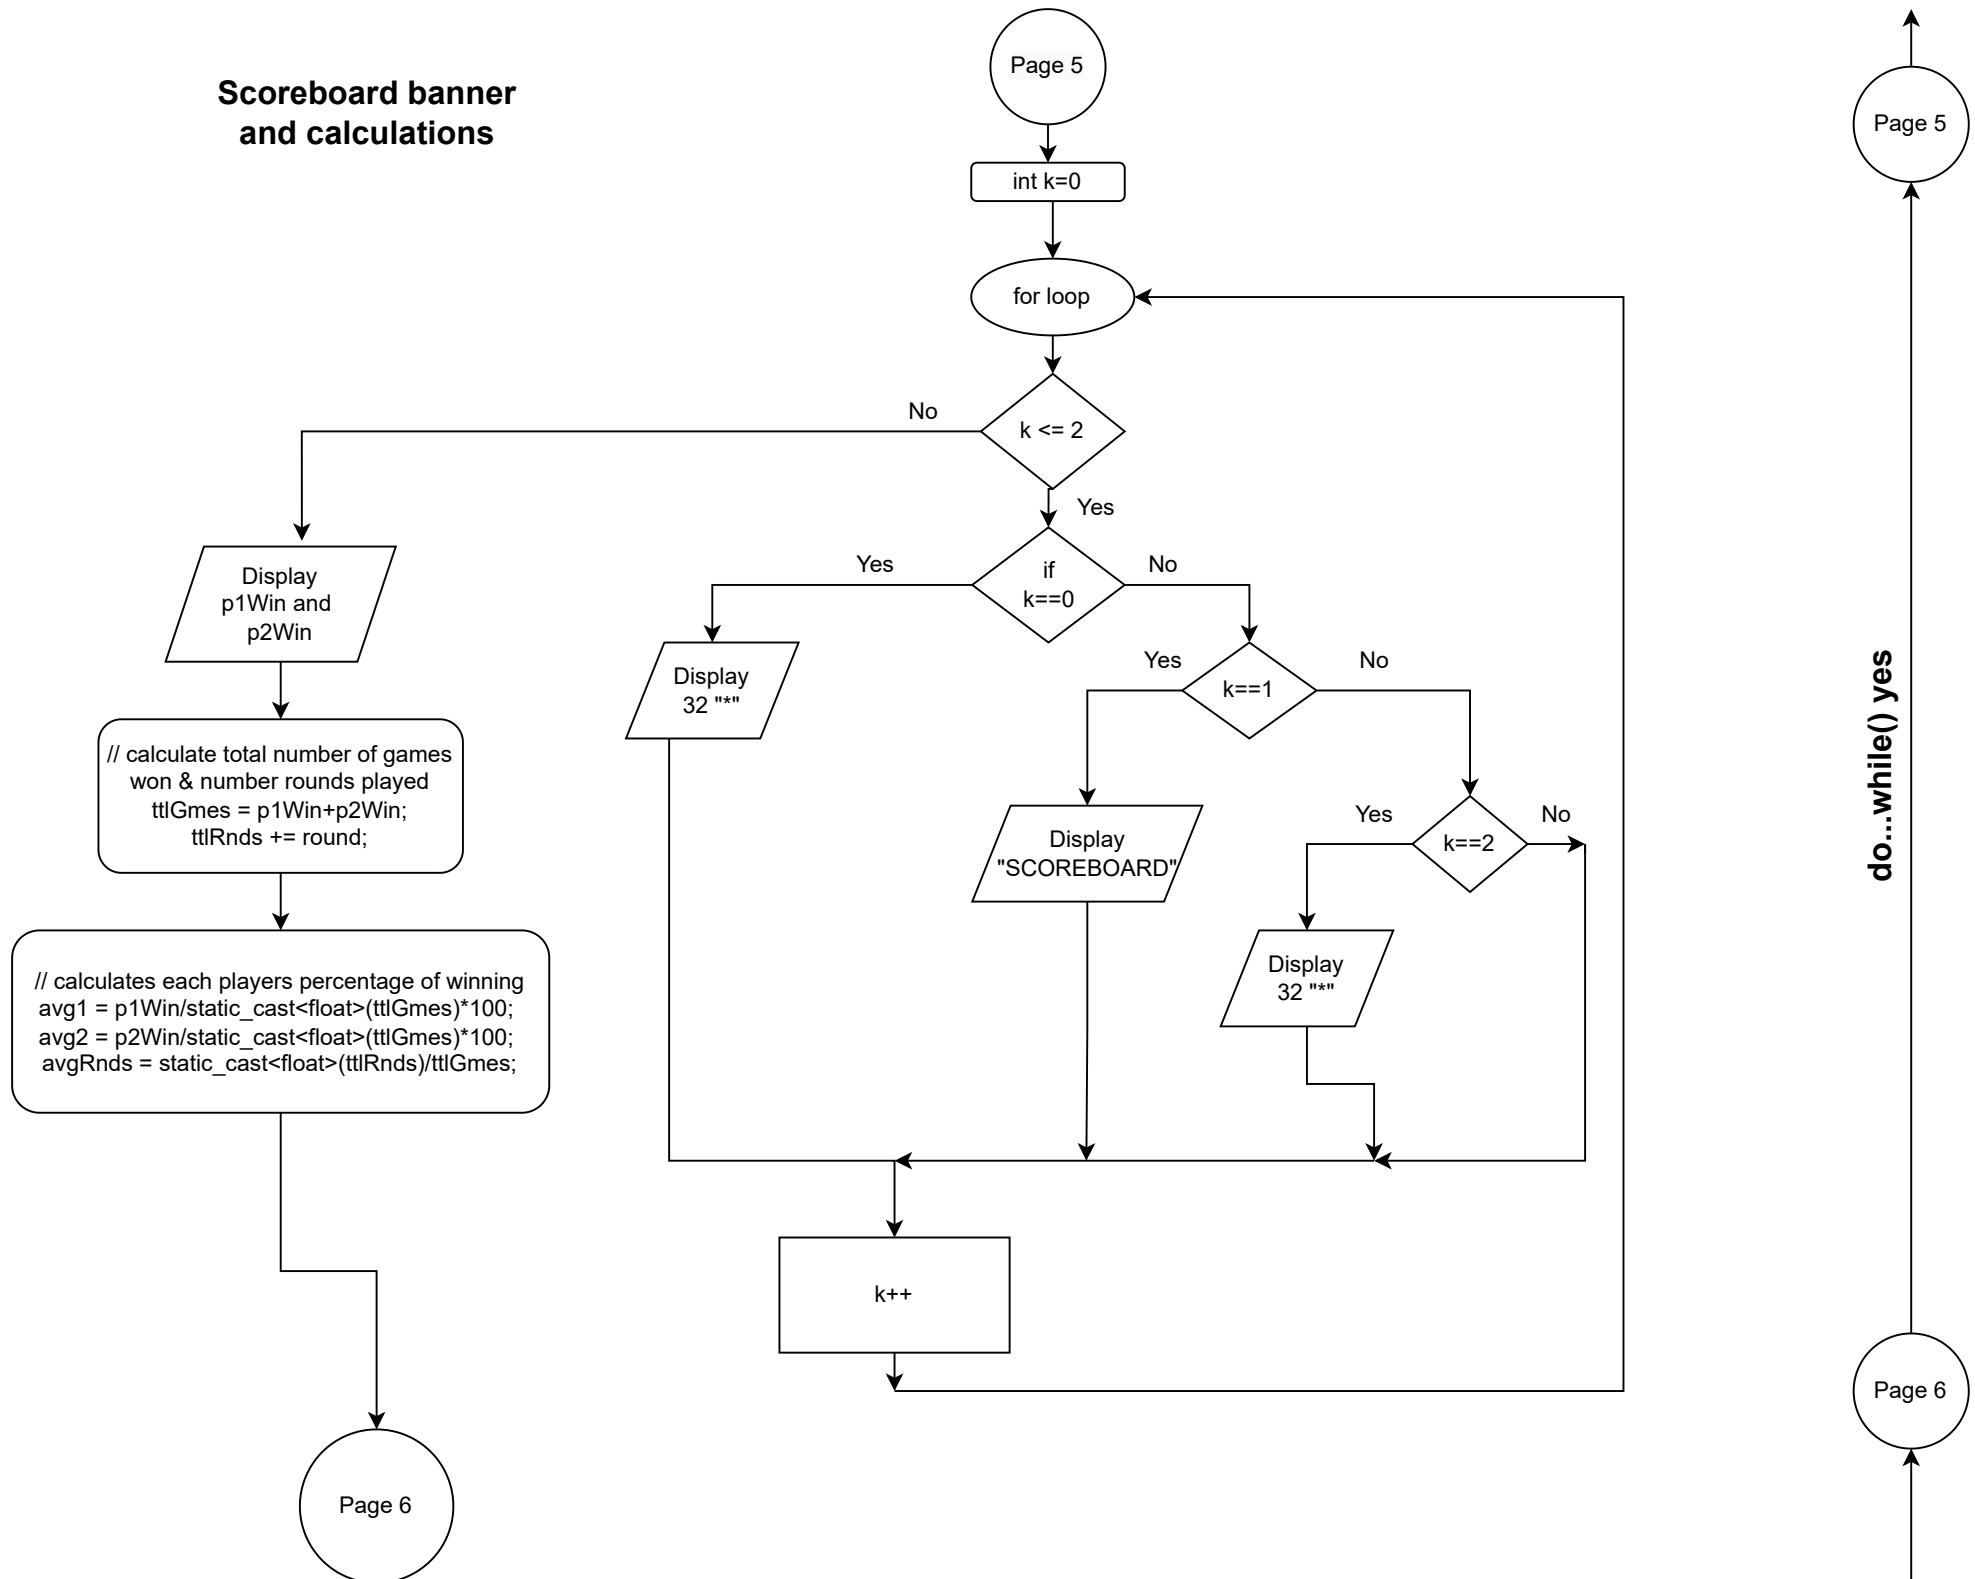 Scoreboard banner
and calculations
Page 5
int k=0
for loop
k <= 2
No
Yes
if
k==0
Yes
No
Display
32 "*"
k==1
Yes
No
Display
"SCOREBOARD"
k==2
Yes
No
Display
32 "*"
k++
Display
p1Win and
p2Win
// calculate total number of games
won & number rounds played
ttlGmes = p1Win+p2Win;
ttlRnds += round;
// calculates each players percentage of winning
avg1 = p1Win/static_cast<float>(ttlGmes)*100;
avg2 = p2Win/static_cast<float>(ttlGmes)*100;
avgRnds = static_cast<float>(ttlRnds)/ttlGmes;
Page 6
Page 5
do...while() yes
Page 6